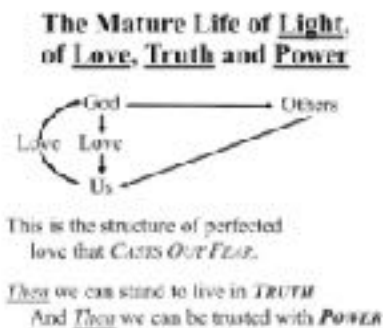 The Mature Life of Light,
of Love, Truth and Power
God Others
Love Love
Us
This is the structure of perfected
love that CASTS OUT FEAR.
Then we can stand to live in TRUTH
And Then we can be trusted with POWER